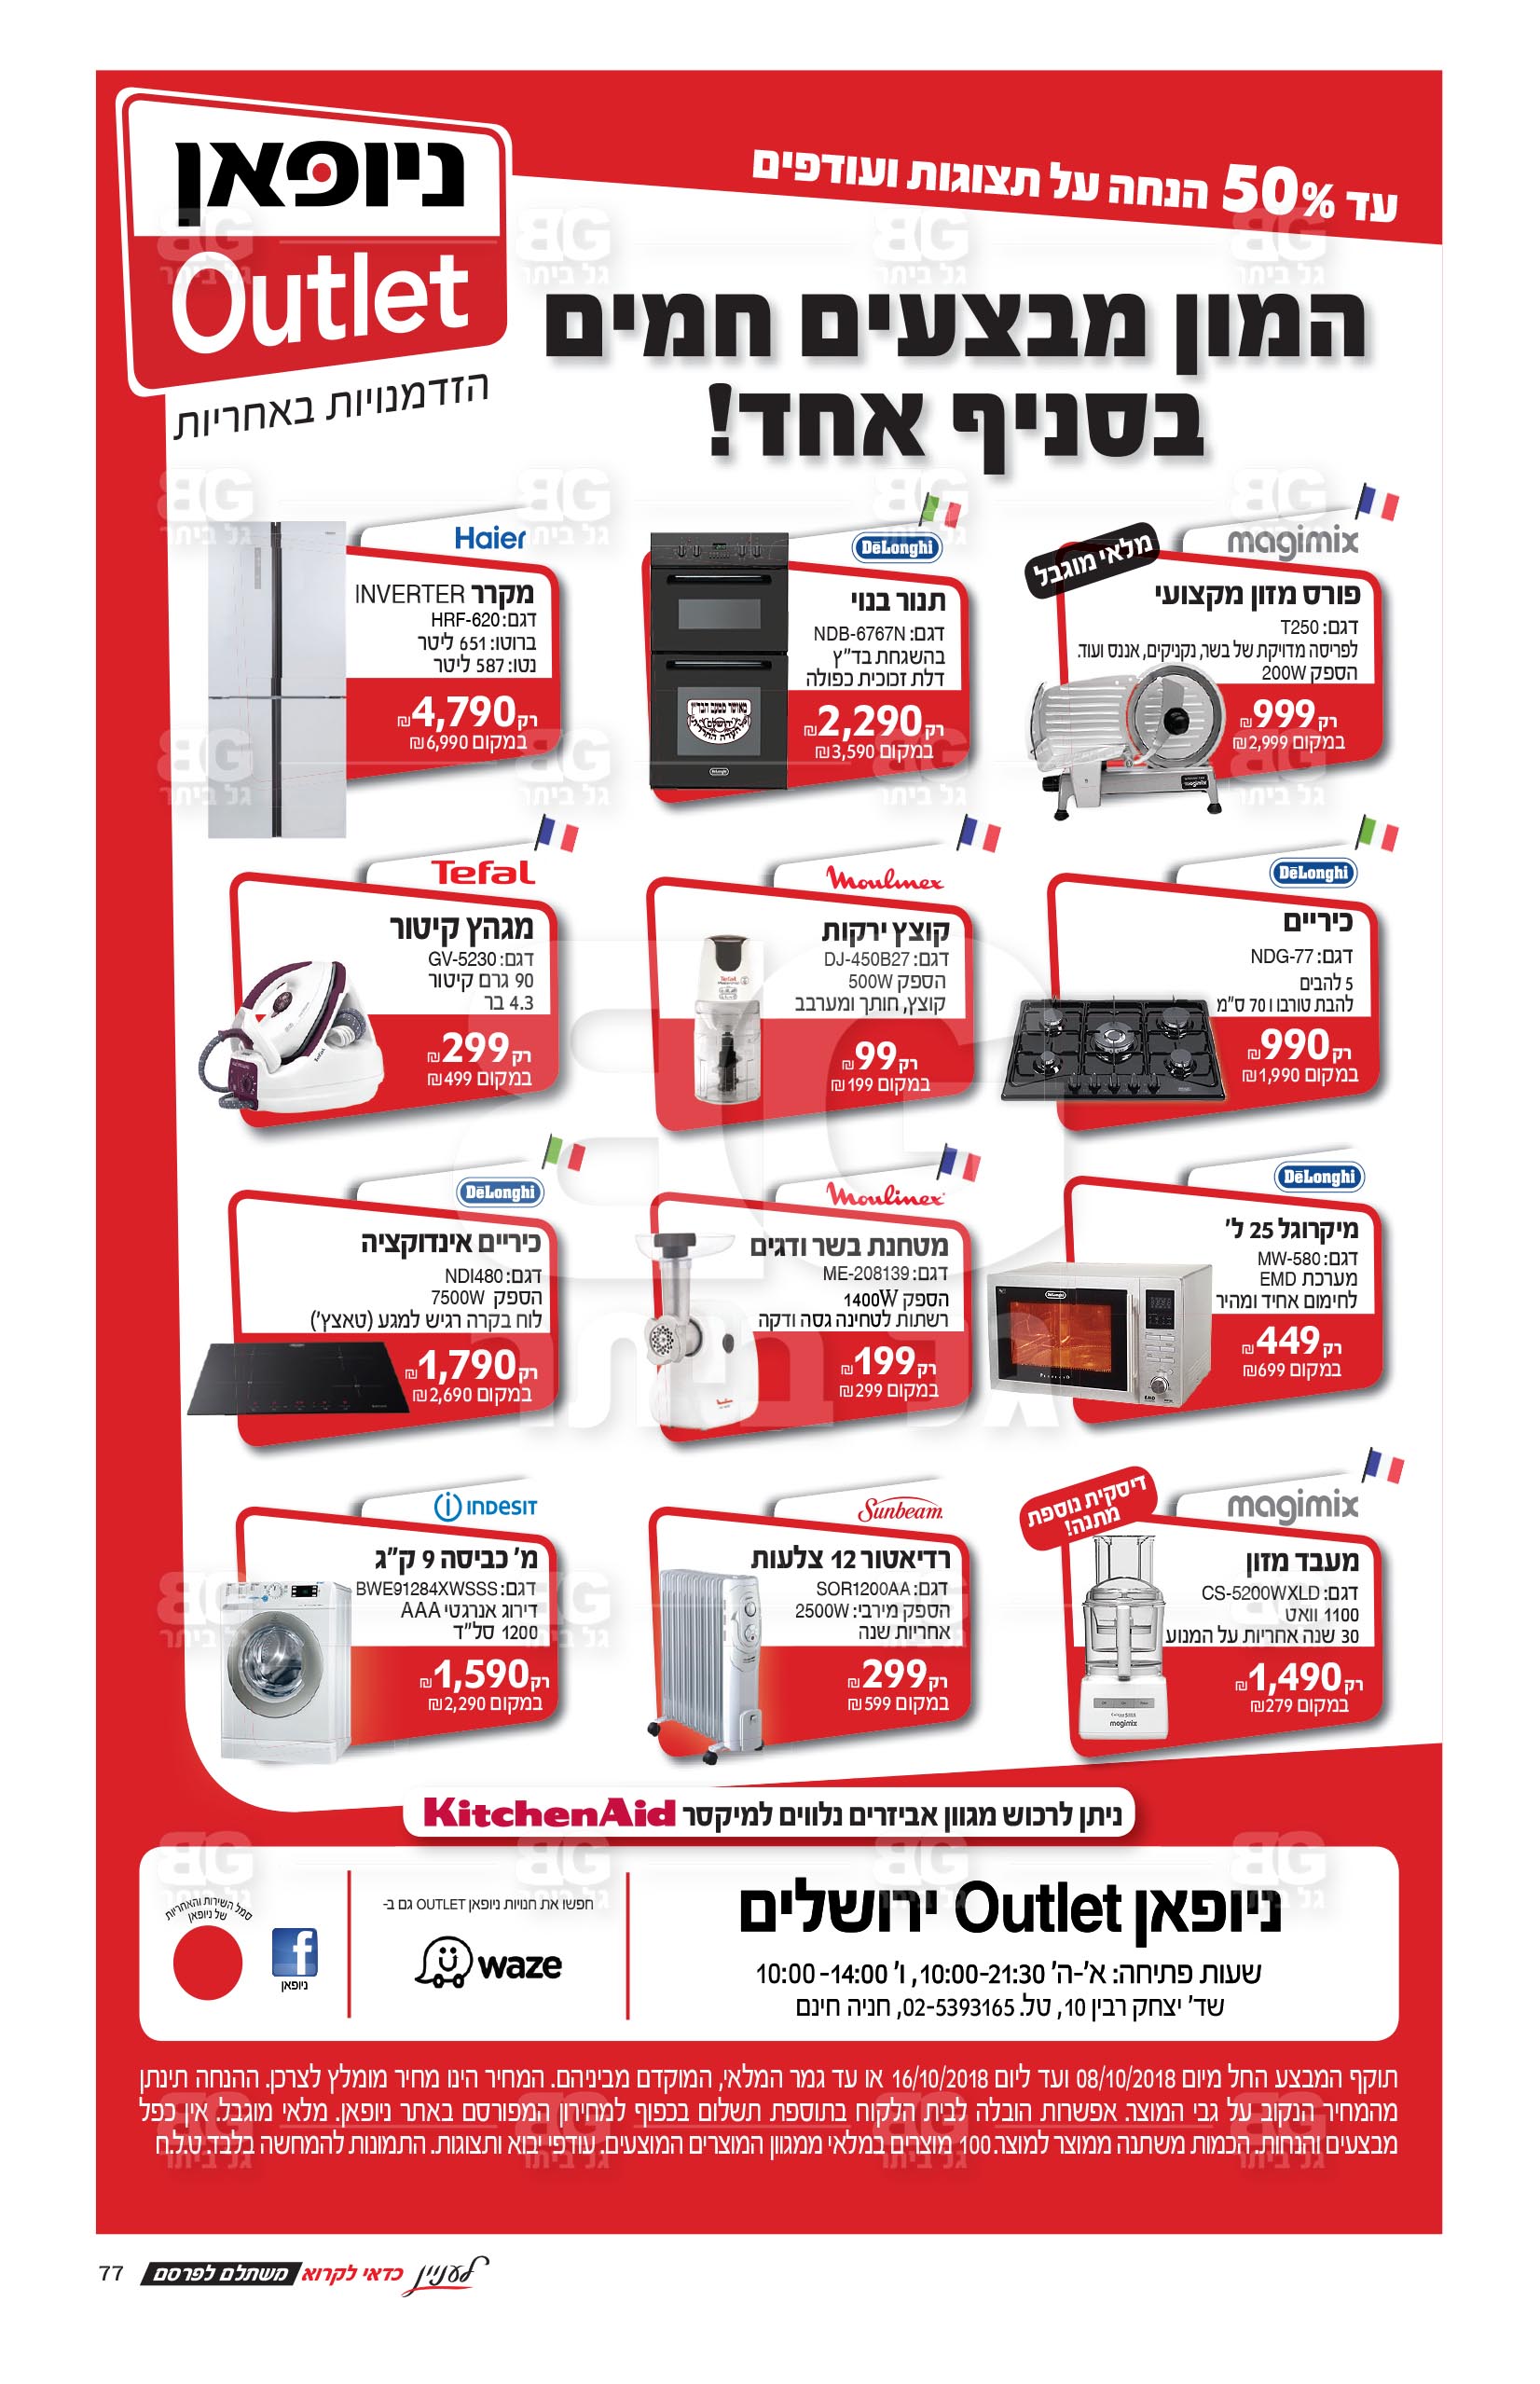 ניופאן
Outlet
הזדמנויות באחריות
עד 50% הנחה על תצוגות ועודפים
המון מבצעים חמים
בסניף אחד!
magimix
מלאי מוגבל
פורס מזון מקצועי
דגם: T250
לפריסה מדויקת של בשר, נקניקים, אננס ועוד.
הספק 200W
רק 999 ₪
במקום 2,999 ₪
DēLonghi
תנור בנוי
דגם: NDB-6767N
בהשגחת בד"ץ
דלת זכוכית כפולה
רק 2,290 ₪
במקום 3,590 ₪
Haier
מקרר INVERTER
דגם: HRF-620
ברוטו: 651 ליטר
נטו: 587 ליטר
רק 4,790 ₪
במקום 6,990 ₪
DēLonghi
כיריים
דגם: NDG-77
5 להבים
להבת טורבו ו 70 ס"מ
רק 990 ₪
במקום 1,990 ₪
Moulinex
קוצץ ירקות
דגם: DJ-450B27
הספק 500W
קוצץ, חותך ומערבב
רק 99 ₪
במקום 199 ₪
Tefal
מגהץ קיטור
דגם: GV-5230
90 גרם קיטור
4.3 בר
רק 299 ₪
במקום 499 ₪
DēLonghi
מיקרוגל 25 ל'
דגם: MW-580
מערכת EMD
לחימום אחיד ומהיר
רק 449 ₪
במקום 699 ₪
Moulinex
מטחנת בשר ודגים
דגם: ME-208139
הספק 1400W
רשתות לטחינה גסה ודקה
רק 199 ₪
במקום 299 ₪
DēLonghi
כיריים אינדוקציה
דגם: NDI480
הספק 7500W
לוח בקרה רגיש למגע (טאצץ')
רק 1,790 ₪
במקום 2,690 ₪
magimix
דיסקית נוספת
מתנה!
מעבד מזון
דגם: CS-5200WXLD
1100 וואט
30 שנה אחריות על המנוע
רק 1,490 ₪
במקום 279 ₪
Sunbeam
רדיאטור 12 צלעות
דגם: SOR1200AA
הספק מירבי: 2500W
אחריות שנה
רק 299 ₪
במקום 599 ₪
INDESIT
מ' כביסה 9 ק"ג
דגם: BWE91284XWSSS
דירוג אנרגטי AAA
1200 סל"ד
רק 1,590 ₪
במקום 2,290 ₪
ניתן לרכוש מגוון אביזרים נלווים למיקסר KitchenAid
ניופאן Outlet ירושלים
שעות פתיחה: א'-ה' 10:00-21:30, ו' 10:00-14:00
שד' יצחק רבין 10, טל. 02-5393165, חניה חינם
חפשו את חנויות ניופאן OUTLET גם ב-
waze
ניופאן
סמל השירות והאחריות
של ניופאן
תוקף המבצע החל מיום 08/10/2018 ועד ליום 16/10/2018 או עד גמר המלאי, המוקדם מביניהם. המחיר הינו מחיר מומלץ לצרכן. ההנחה תינתן
מהמחיר הנקוב על גבי המוצר. אפשרות הובלה לבית הלקוח בתוספת תשלום בכפוף למחירון המפורסם באתר ניופאן. מלאי מוגבל. אין כפל
מבצעים והנחות. הכמות משתנה ממוצר למוצר. 100 מוצרים במלאי ממגוון המוצרים המוצעים. עודפי יבוא ותצוגות. התמונות להמחשה בלבד. ט.ל.ח
לעניין כדאי לקרוא משתלם לפרסם 77
BG
גל ביתר